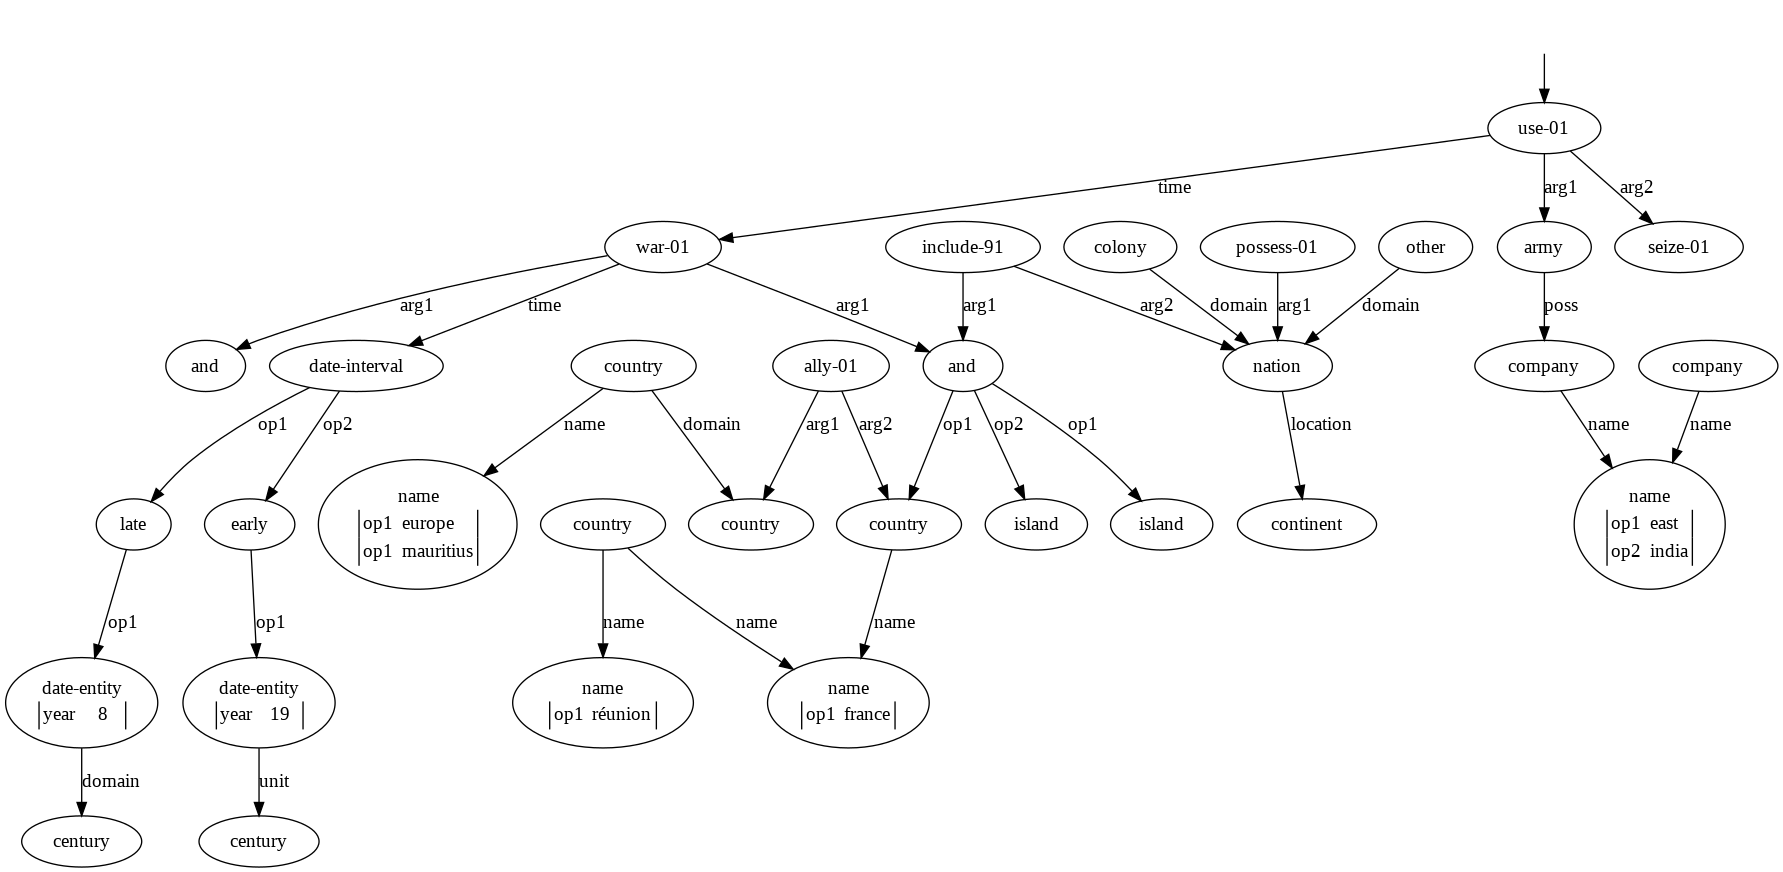 use-01
time
arg1
arg2
war-01
include-91
colony
possess-01
other
army
seize-01
arg1
time
arg1
arg1
arg2
domain
arg1
domain
poss
and
date-interval
country
ally-01
and
nation
company
company
op1
op2
name
domain
arg1
arg2
op1
op2
op1
location
name
name
late
early
name
op1 europe
op1 mauritius
country
country
country
island
island
continent
name
op1 east
op2 india
op1
op1
name
name
name
date-entity
year 8
date-entity
year 19
name
op1 réunion
name
op1 france
domain
unit
century
century